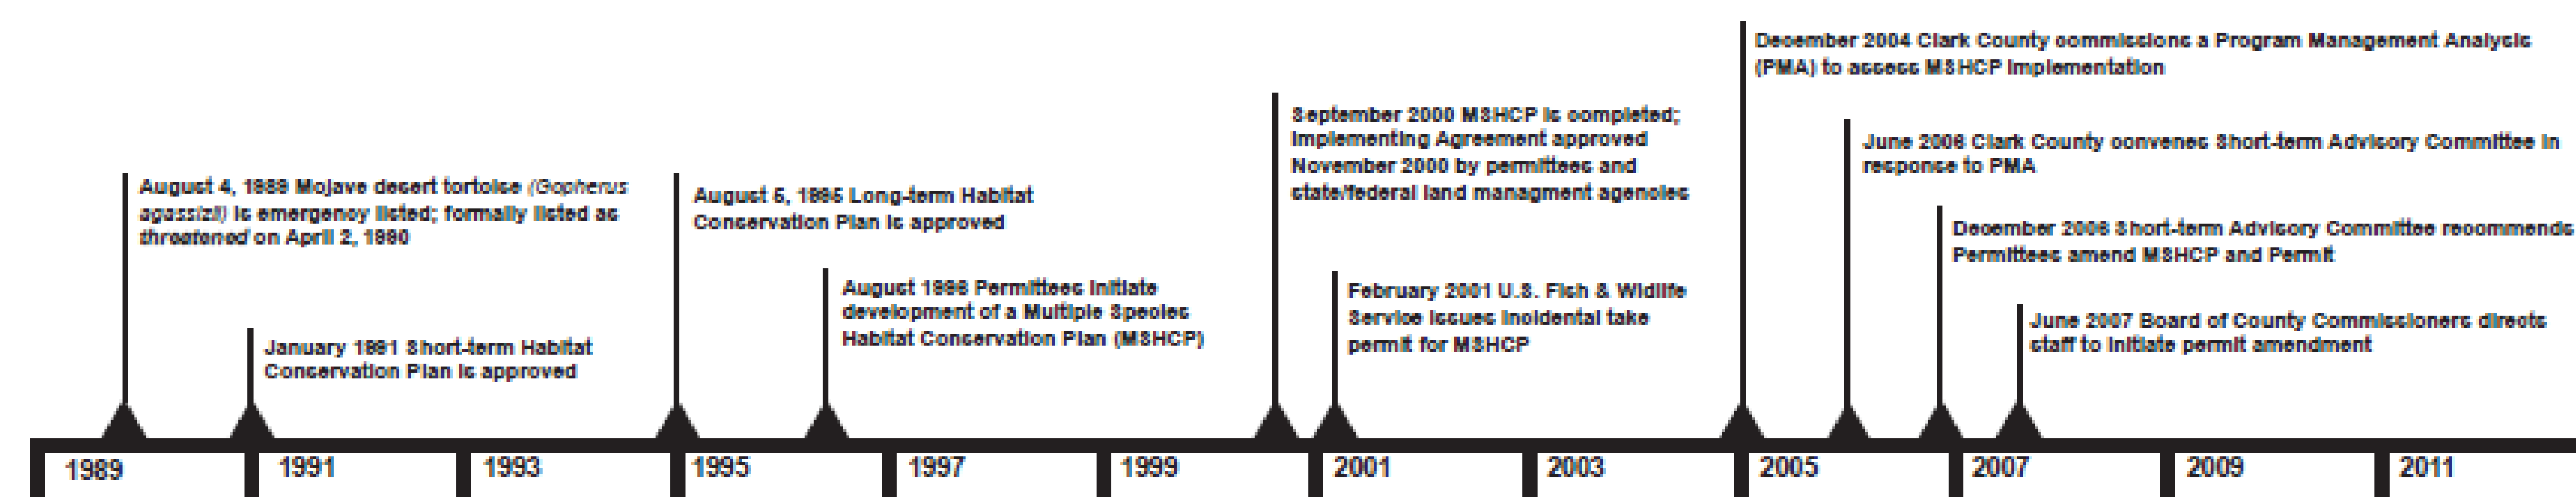 August 4, 1989 Mojave desert tortoise (Gopherus
agassizii) is emergency listed; formally listed as
threatened on April 2, 1990
January 1991 Short-term Habitat
Conservation Plan is approved
August 5, 1995 Long-term Habitat
Conservation Plan is approved
August 1996 Permittees initiate
development of a Multiple Species
Habitat Conservation Plan (MSHCP)
September 2000 MSHCP is completed;
Implementing Agreement approved
November 2000 by permittees and
state/federal land managment agencies
February 2001 U.S. Fish & Widlife
Service issues incidental take
permit for MSHCP
December 2004 Clark County commissions a Program Management Analysis
(PMA) to assess MSHCP implementation
June 2006 Clark County convenes Short-term Advisory Committee in
response to PMA
December 2006 Short-term Advisory Committee recommends
Permittees amend MSHCP and Permit
June 2007 Board of County Commissioners directs
staff to initiate permit amendment
1989 1991 1993 1995 1997 1999 2001 2003 2005 2007 2009 2011